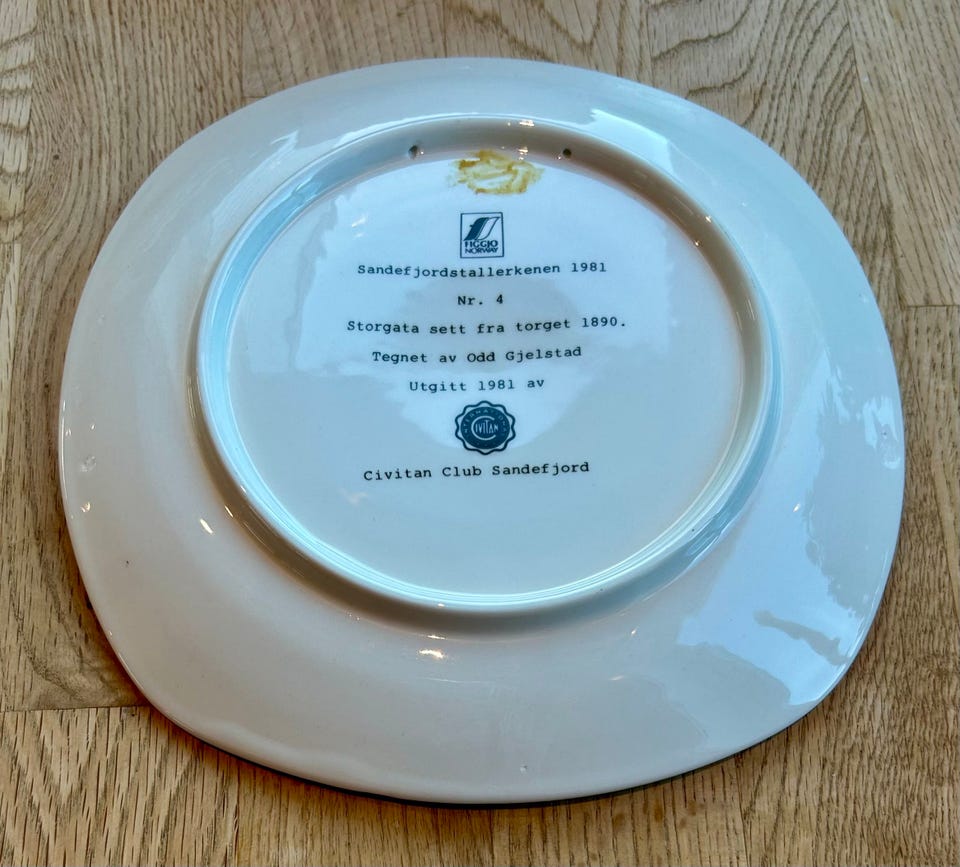 FIGGJO
NORWAY
Sandefjordstallerkenen 1981
Nr. 4
Storgata sett fra torget 1890.
Tegnet av Odd Gjelstad
Utgitt 1981 av
INTERNATIONAL
CIVITAN
Civitan Club Sandefjord